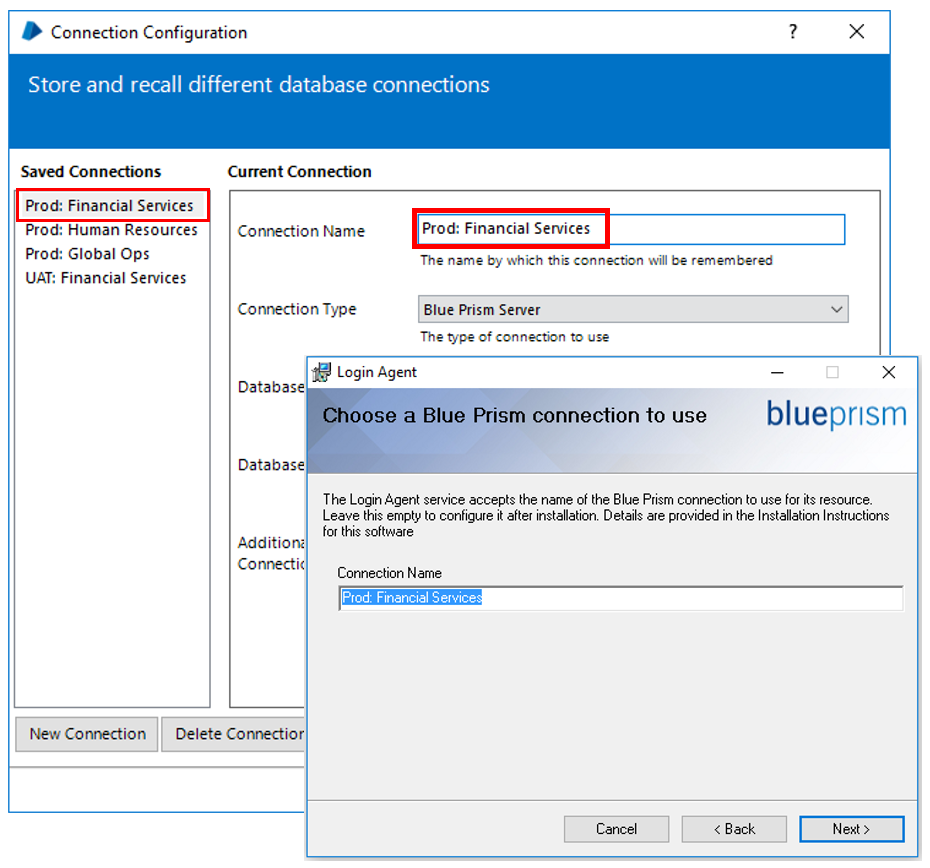 Connection Configuration
?
Store and recall different database connections
Saved Connections
Prod: Financial Services
Prod: Human Resources
Prod: Global Ops
UAT: Financial Services
Current Connection
Connection Name
Prod: Financial Services
The name by which this connection will be remembered
Connection Type
Blue Prism Server
The type of connection to use
Database
Database
New Connection
Delete
Login Agent
Choose a Blue Prism connection to use
blueprism
The Login Agent service accepts the name of the Blue Prism connection to use for its resource.
Leave this empty to configure it after installation. Details are provided in the Installation Instructions
for this software
Connection Name
Prod: Financial Services
Cancel
< Back
Next >